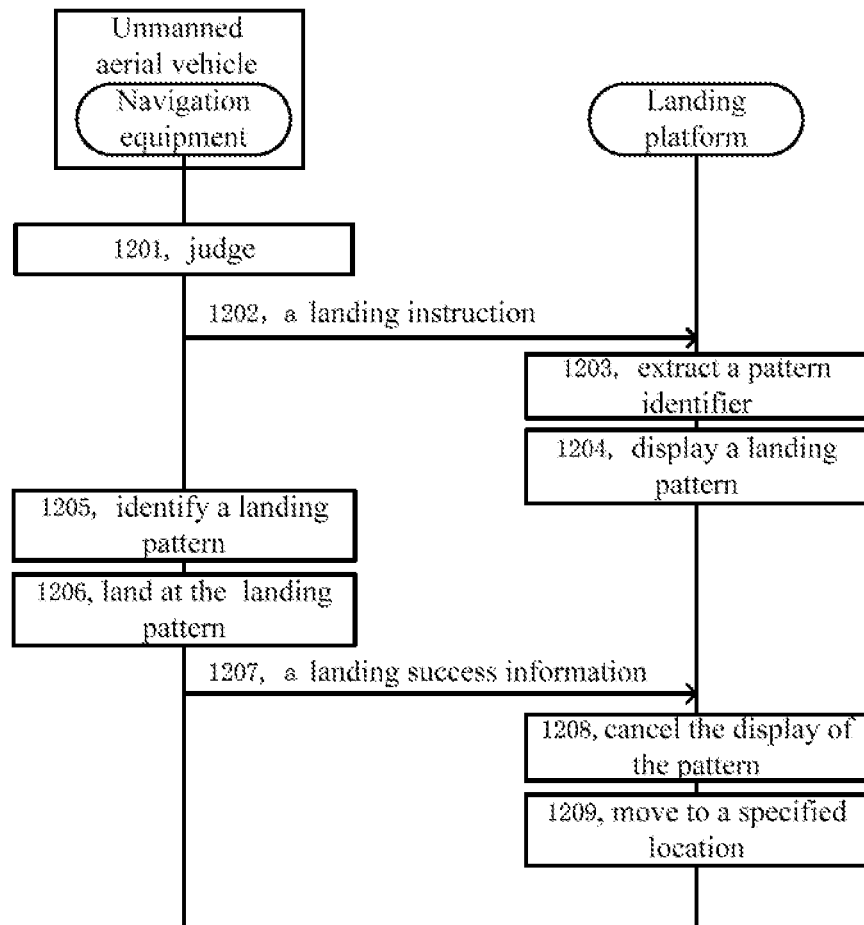 Unmanned
aerial vehicle
Navigation
equipment
Landing
platform
1201, judge
1202, a landing instruction
1203, extract a pattern
identifier
1204, display a landing
pattern
1205, identify a landing
pattern
1206, land at the landing
pattern
1207, a landing success information
1208, cancel the display of
the pattern
1209, move to a specified
location